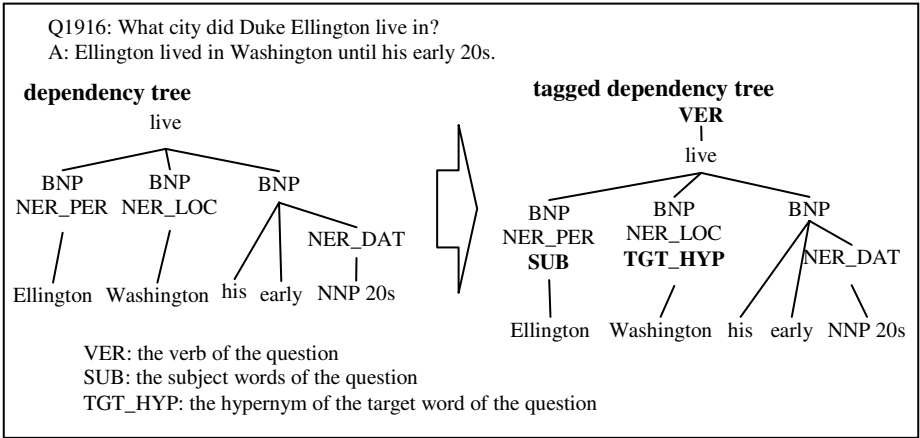 Q1916: What city did Duke Ellington live in?
A: Ellington lived in Washington until his early 20s.
dependency tree
live
BNP BNP BNP
NER_PER NER_LOC
NER_DAT
Ellington Washington his early NNP 20s
tagged dependency tree
VER
live
BNP BNP BNP
NER_PER NER_LOC
SUB TGT_HYP NER_DAT
Ellington Washington his early NNP 20s
VER: the verb of the question
SUB: the subject words of the question
TGT_HYP: the hypernym of the target word of the question